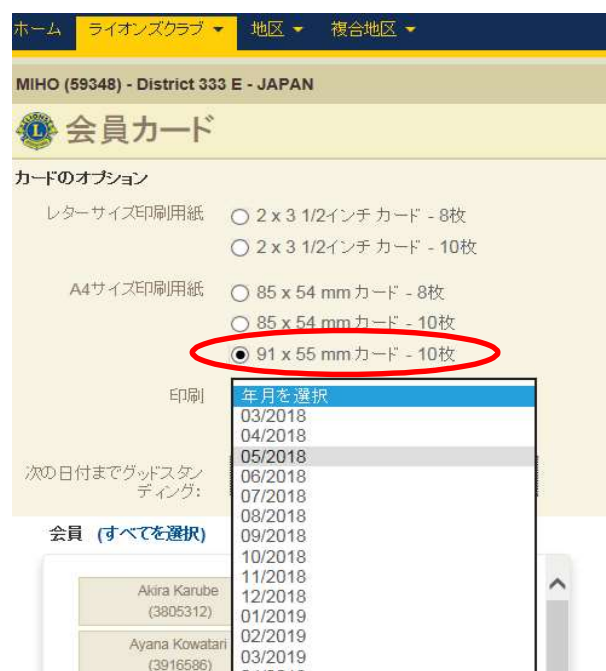 ホーム ライオンズクラブ 地区 複合地区
MIHO (59348) - District 333 E - JAPAN
会員カード
カードのオプション
レターサイズ印刷用紙 2 x 3 1/2インチ カード - 8枚
2 x 3 1/2インチ カード - 10枚
A4サイズ印刷用紙 85 x 54 mm カード - 8枚
85 x 54 mm カード - 10枚
91 x 55 mm カード - 10枚
印刷 年月を選択
03/2018
04/2018
05/2018
次の日付までグッドスタン 06/2018
ディング: 07/2018
08/2018
会員 (すべてを選択) 09/2018
10/2018
11/2018
Akira Karube 12/2018
(3805312) 01/2019
02/2019
Ayana Kowatari 03/2019
(3916586)